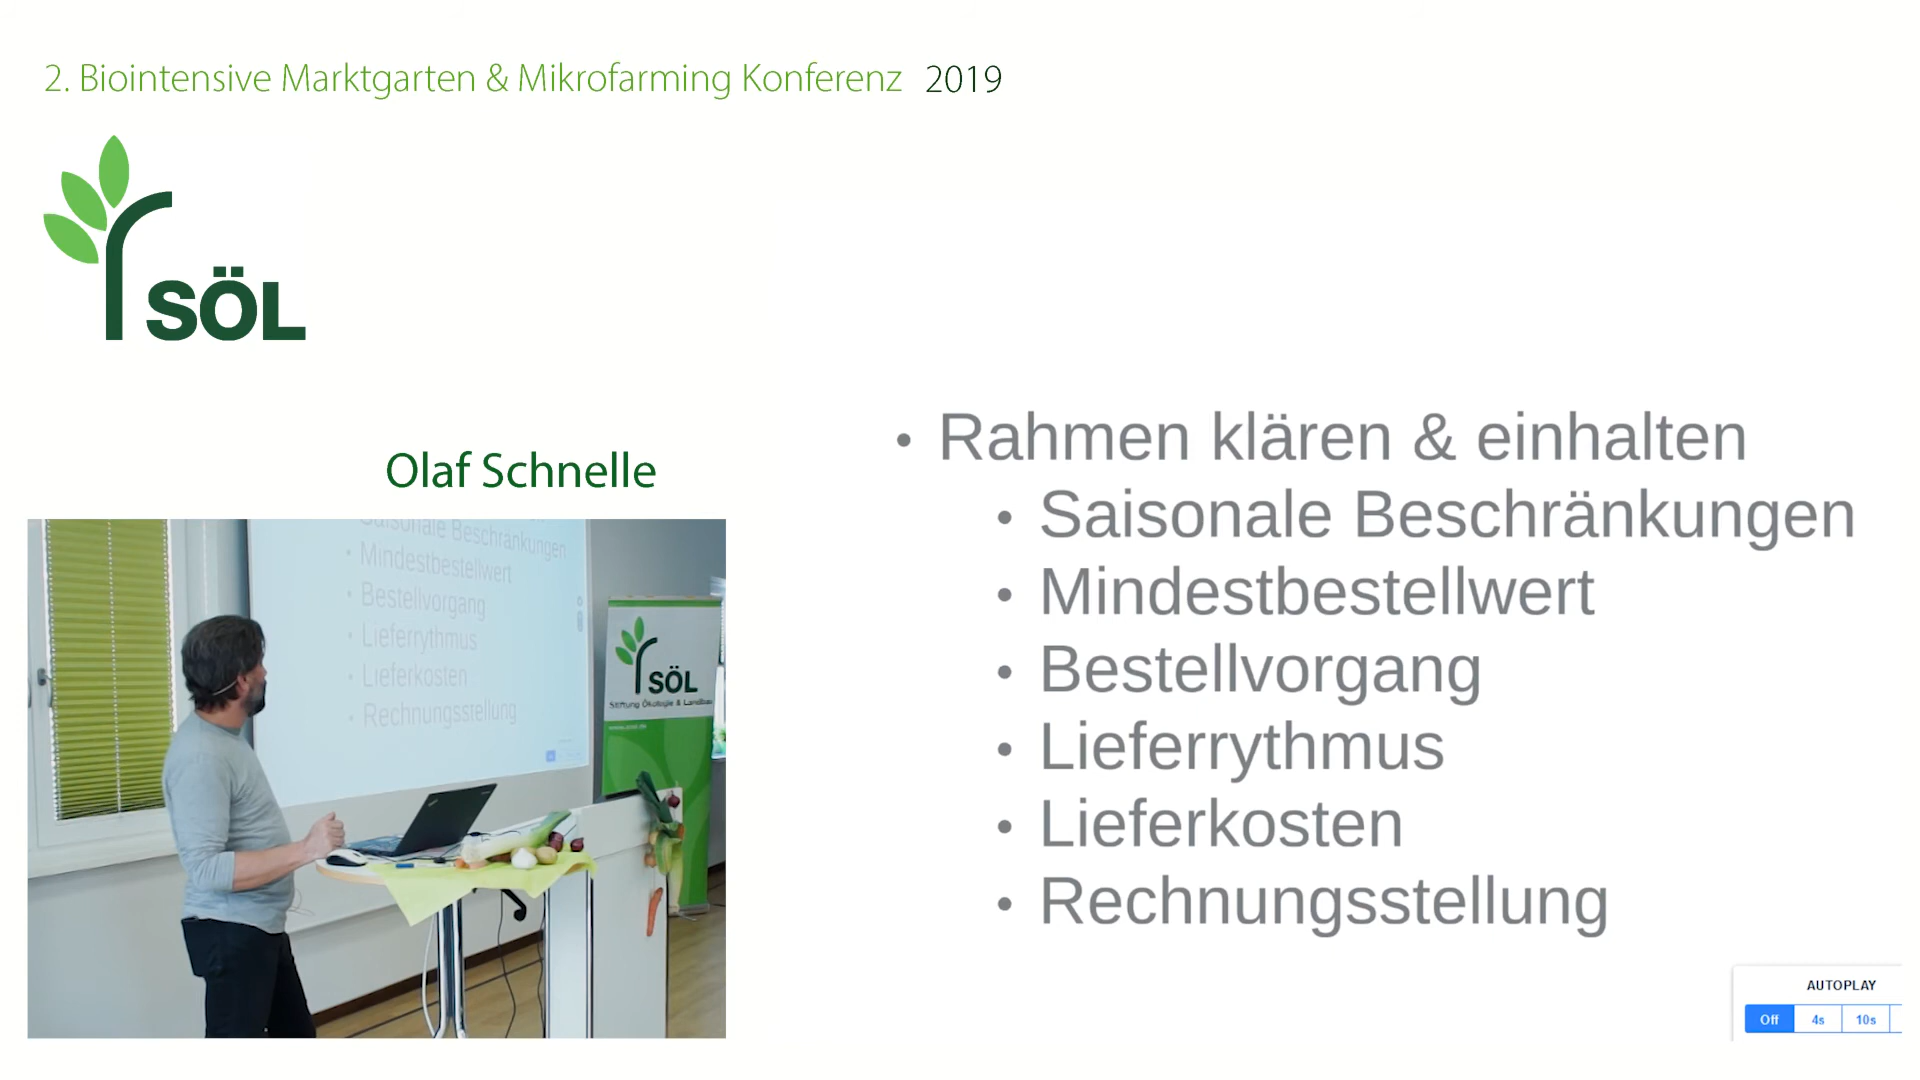 2. Biointensive Marktgarten & Mikrofarming Konferenz 2019
SÖL
Olaf Schnelle
Saisonale Beschränkungen
• Mindestbestellwert
• Bestellvorgang
• Lieferrythmus
• Lieferkosten
• Rechnungsstellung
SÖL
Stiftung Ökologie & Landbau
• Rahmen klären & einhalten
• Saisonale Beschränkungen
• Mindestbestellwert
• Bestellvorgang
• Lieferrythmus
• Lieferkosten
• Rechnungsstellung
AUTOPLAY
Off 4s 10s